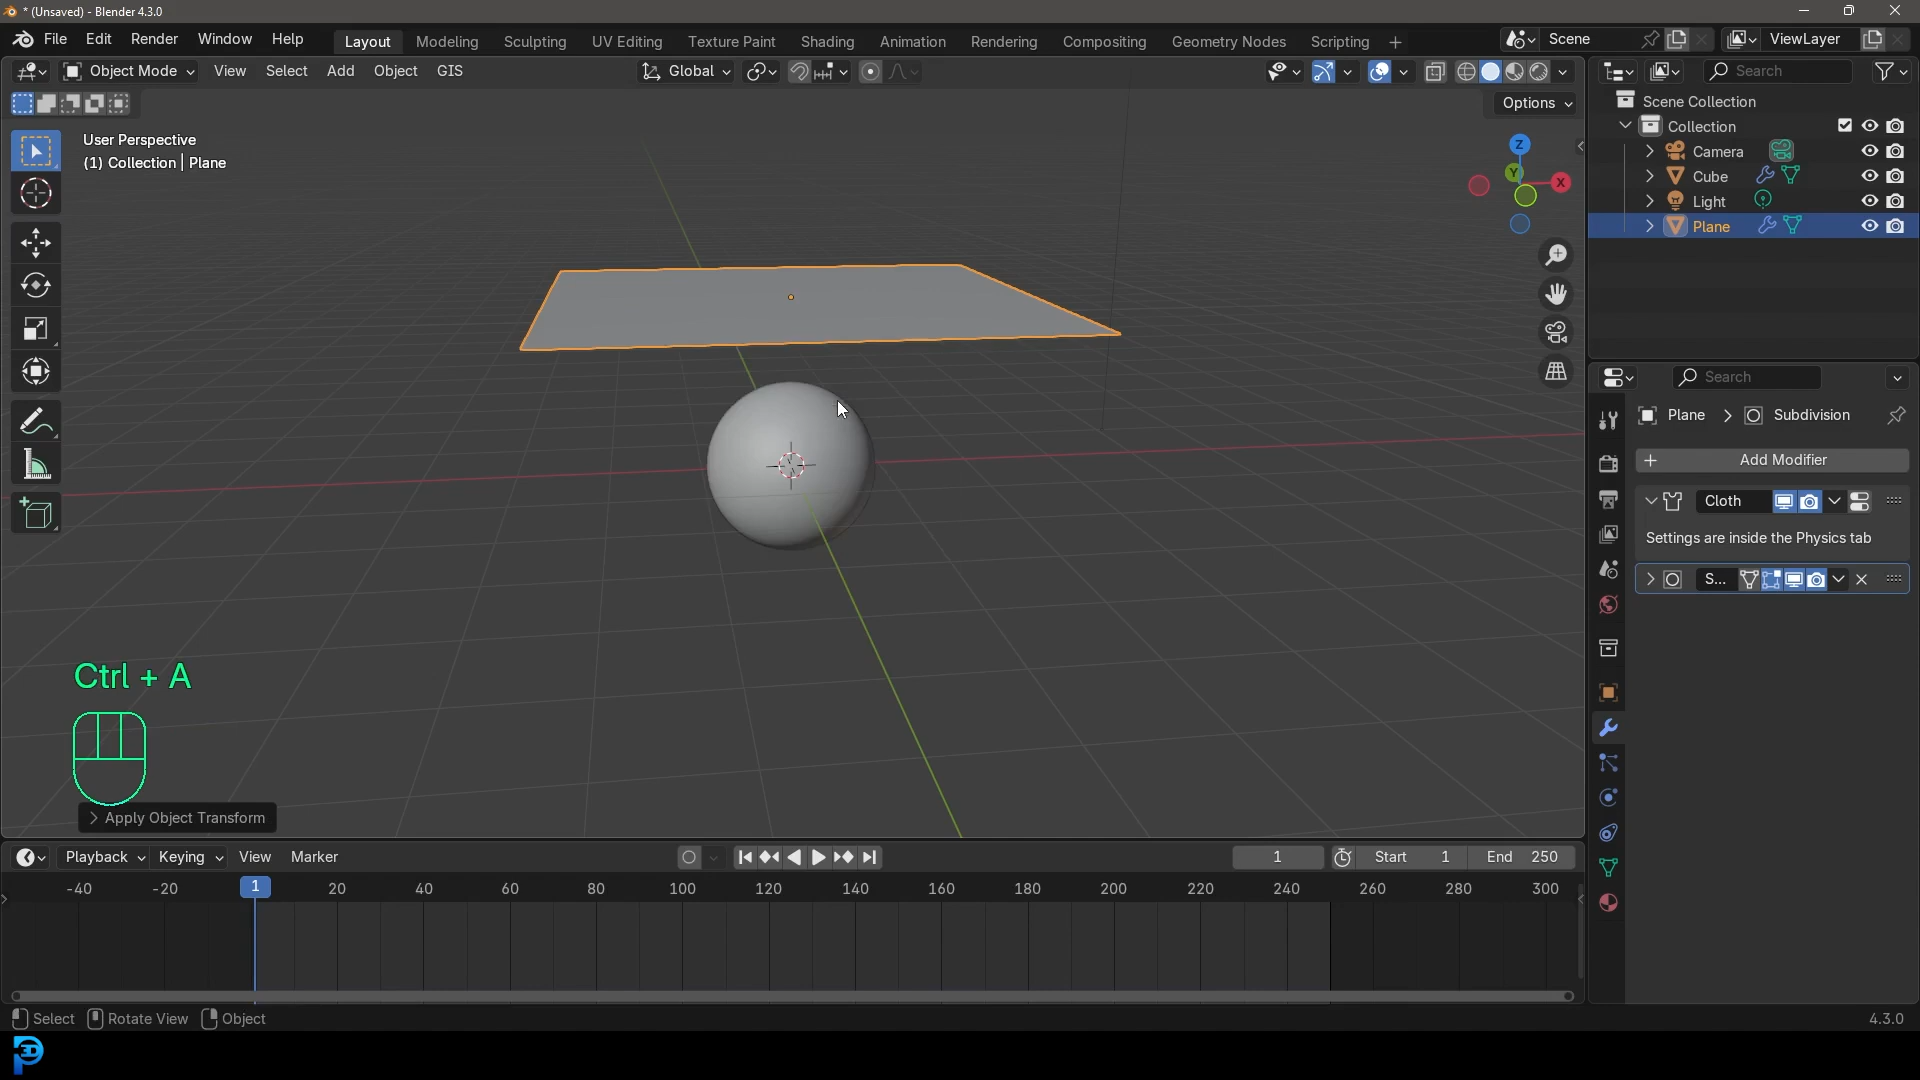 * (Unsaved) - Blender 4.3.0
File Edit Render Window Help Layout Modeling Sculpting UV Editing Texture Paint Shading Animation Rendering Compositing Geometry Nodes Scripting + Scene ViewLayer
Object Mode View Select Add Object GIS Global Search
Options
Scene Collection
User Perspective
(1) Collection | Plane
Collection
Camera
Cube
Light
Plane
Z
Y
X
Search
Plane > Subdivision
+ Add Modifier
Cloth
Settings are inside the Physics tab
S...
Ctrl + A
> Apply Object Transform
Playback Keying View Marker 1 Start 1 End 250
-40 -20 1 20 40 60 80 100 120 140 160 180 200 220 240 260 280 300
Select Rotate View Object 4.3.0